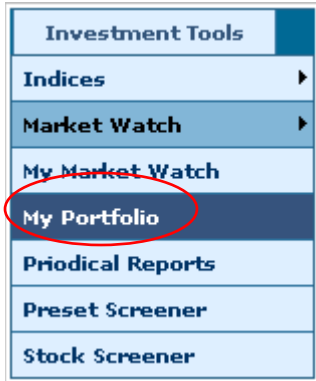 Investment Tools
Indices
Market Watch
My Market Watch
My Portfolio
Priodical Reports
Preset Screener
Stock Screener